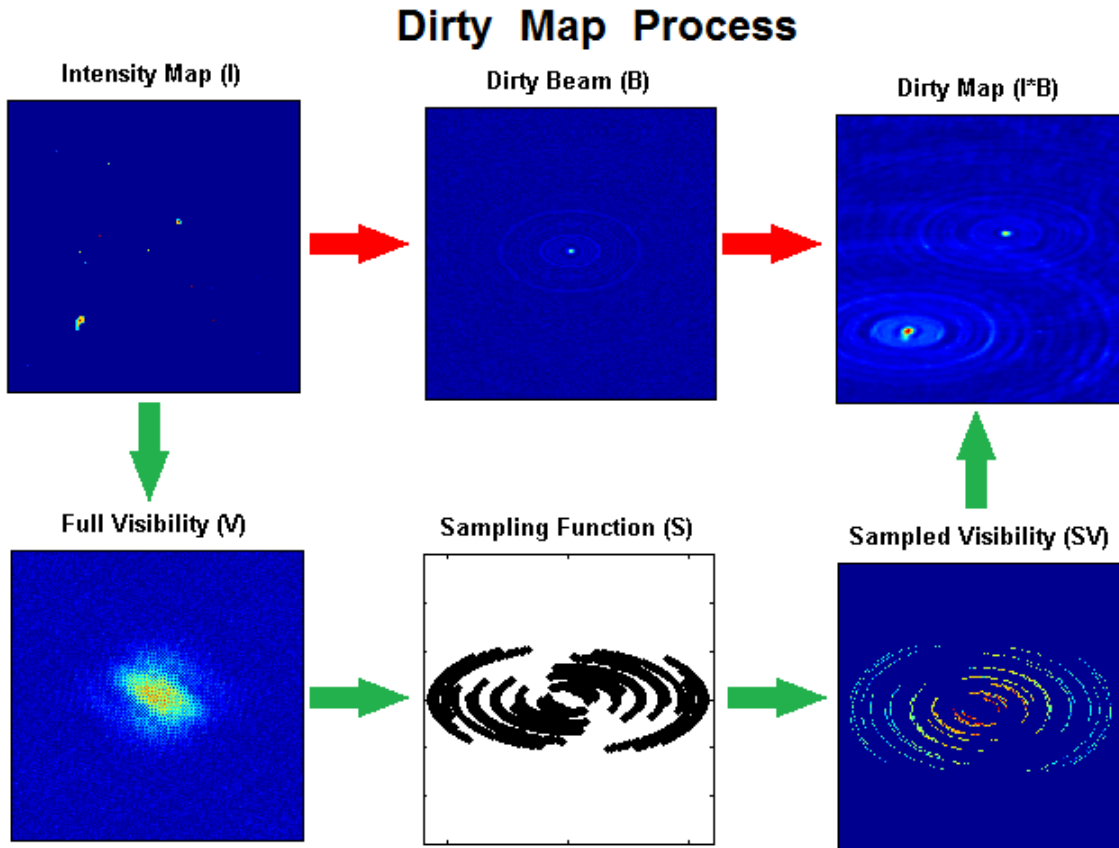 Dirty Map Process
Intensity Map (I)
Dirty Beam (B)
Dirty Map (I*B)
Full Visibility (V)
Sampling Function (S)
Sampled Visibility (SV)